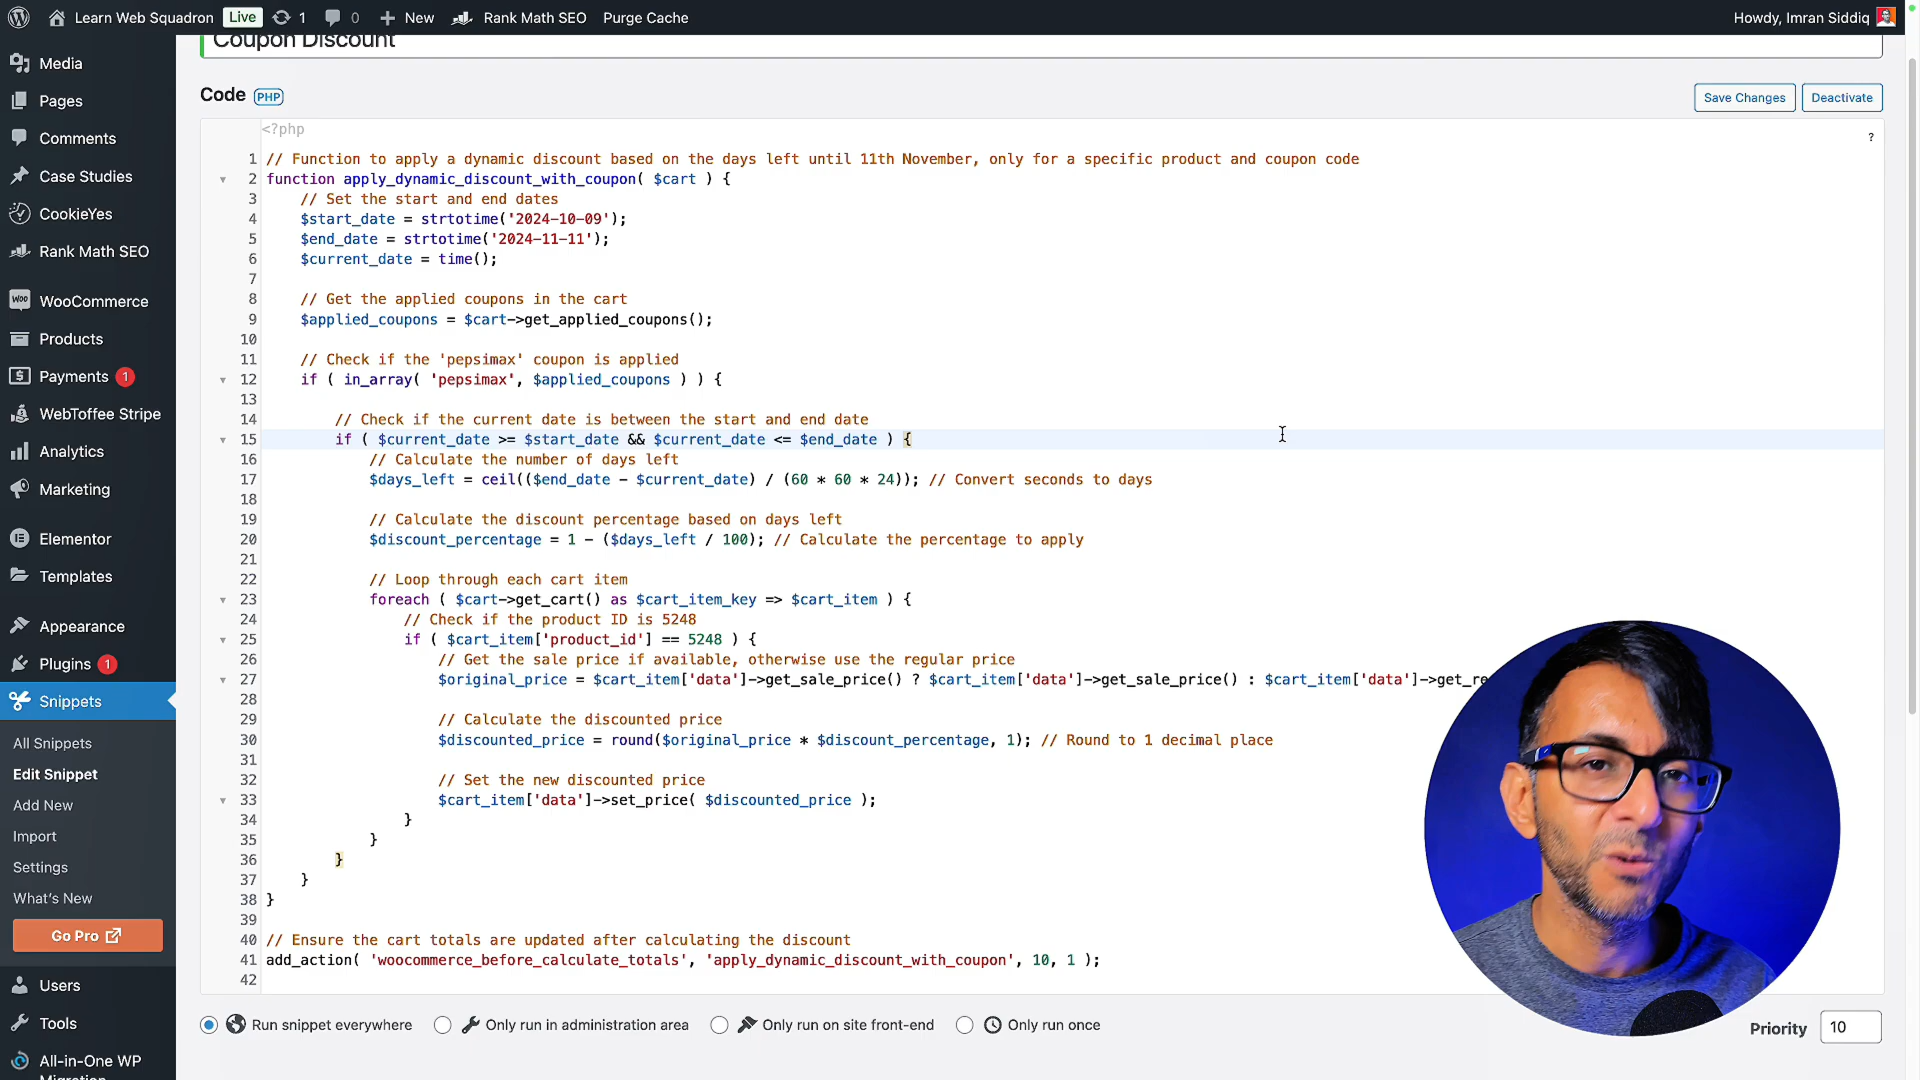 Learn Web Squadron Live 1 0 New Rank Math SEO Purge Cache Howdy, Imran Siddiq
Coupon Discount
Media
Pages
Comments
Case Studies
CookieYes
Rank Math SEO
WooCommerce
Products
Payments 1
WebToffee Stripe
Analytics
Marketing
Elementor
Templates
Appearance
Plugins 1
Snippets
All Snippets
Edit Snippet
Add New
Import
Settings
What's New
Go Pro
Users
Tools
All-in-One WP
Migration
Code PHP Save Changes Deactivate
<?php ?
1 // Function to apply a dynamic discount based on the days left until 11th November, only for a specific product and coupon code
2 function apply_dynamic_discount_with_coupon( $cart ) {
3 // Set the start and end dates
4 $start_date = strtotime('2024-10-09');
5 $end_date = strtotime('2024-11-11');
6 $current_date = time();
7
8 // Get the applied coupons in the cart
9 $applied_coupons = $cart->get_applied_coupons();
10
11 // Check if the 'pepsimax' coupon is applied
12 if ( in_array( 'pepsimax', $applied_coupons ) ) {
13
14 // Check if the current date is between the start and end date
15 if ( $current_date >= $start_date && $current_date <= $end_date ) {
16 // Calculate the number of days left
17 $days_left = ceil(($end_date - $current_date) / (60 * 60 * 24)); // Convert seconds to days
18
19 // Calculate the discount percentage based on days left
20 $discount_percentage = 1 - ($days_left / 100); // Calculate the percentage to apply
21
22 // Loop through each cart item
23 foreach ( $cart->get_cart() as $cart_item_key => $cart_item ) {
24 // Check if the product ID is 5248
25 if ( $cart_item['product_id'] == 5248 ) {
26 // Get the sale price if available, otherwise use the regular price
27 $original_price = $cart_item['data']->get_sale_price() ? $cart_item['data']->get_sale_price() : $cart_item['data']->get_re
28
29 // Calculate the discounted price
30 $discounted_price = round($original_price * $discount_percentage, 1); // Round to 1 decimal place
31
32 // Set the new discounted price
33 $cart_item['data']->set_price( $discounted_price );
34 }
35 }
36 }
37 }
38 }
39
40 // Ensure the cart totals are updated after calculating the discount
41 add_action( 'woocommerce_before_calculate_totals', 'apply_dynamic_discount_with_coupon', 10, 1 );
42
Run snippet everywhere Only run in administration area Only run on site front-end Only run once Priority 10